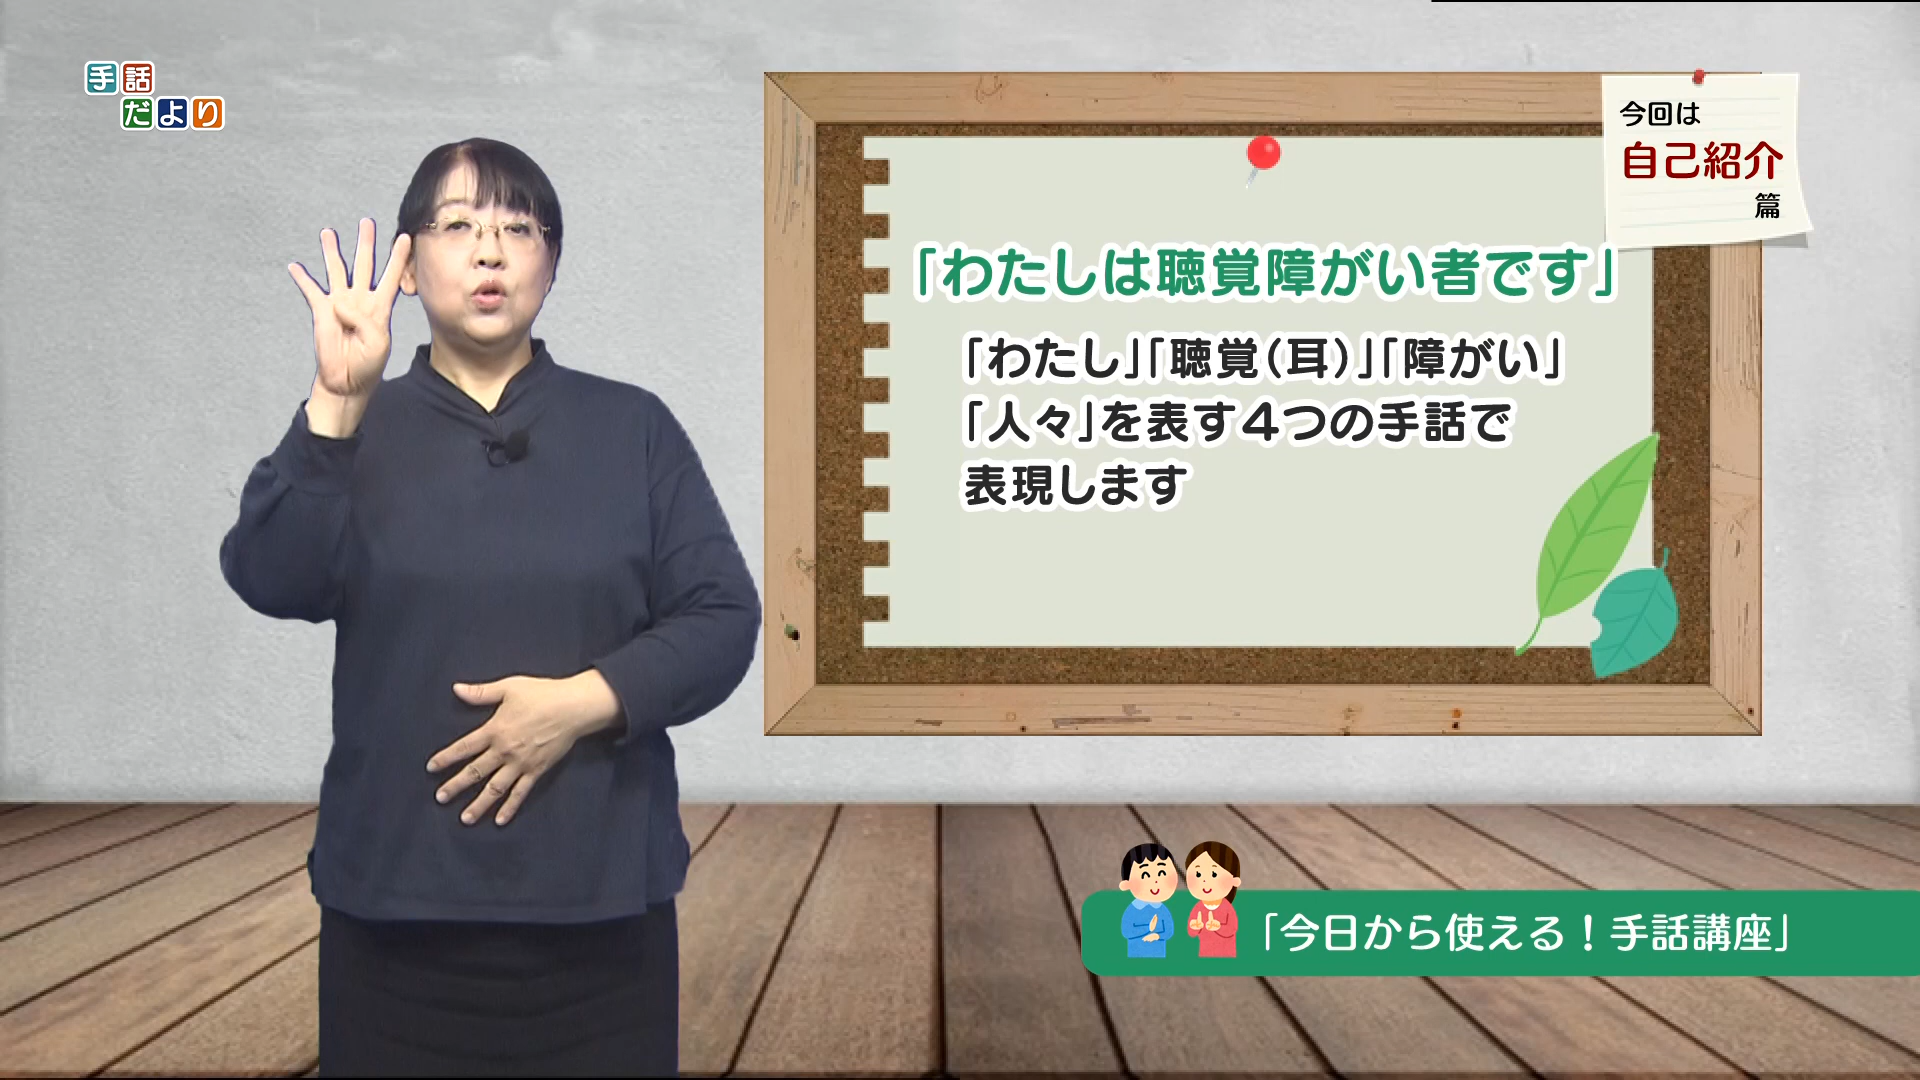 手話
だより
今回は
自己紹介
篇
「わたしは聴覚障がい者です」
「わたし」「聴覚（耳）」「障がい」
「人々」を表す4つの手話で
表現します
「今日から使える！手話講座」